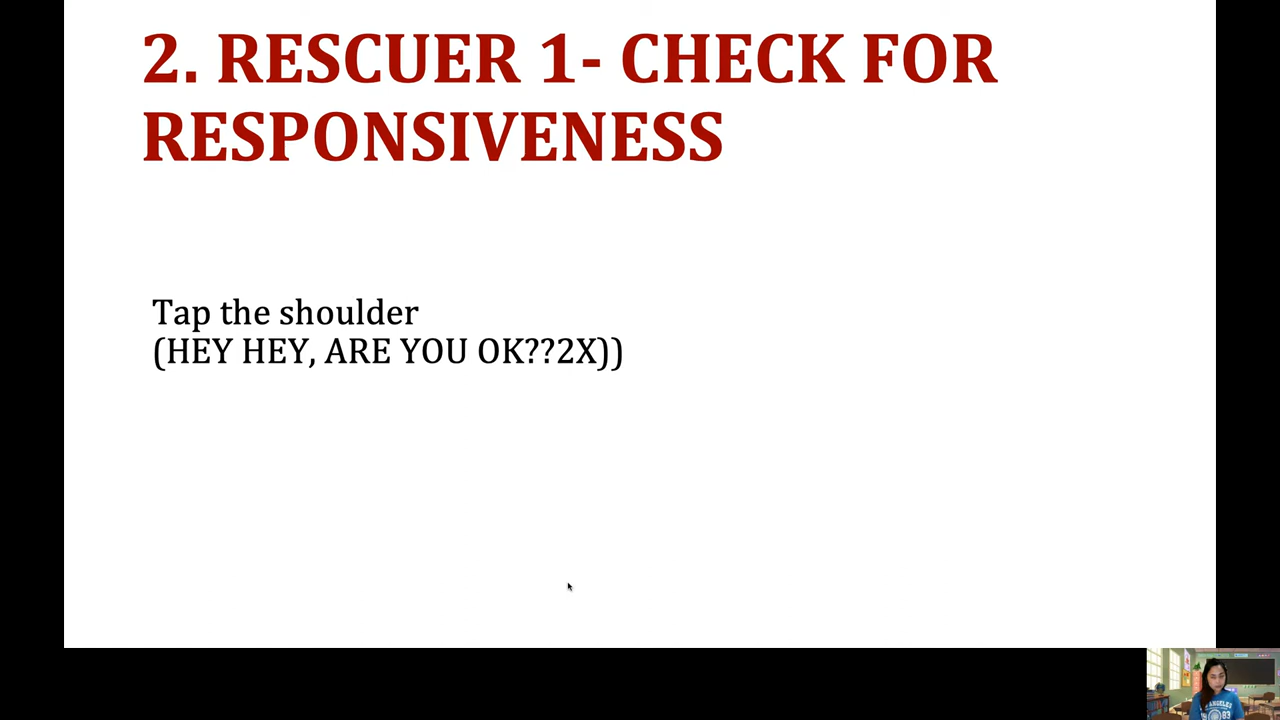 2. RESCUER 1- CHECK FOR
RESPONSIVENESS
Tap the shoulder
(HEY HEY, ARE YOU OK??2X))